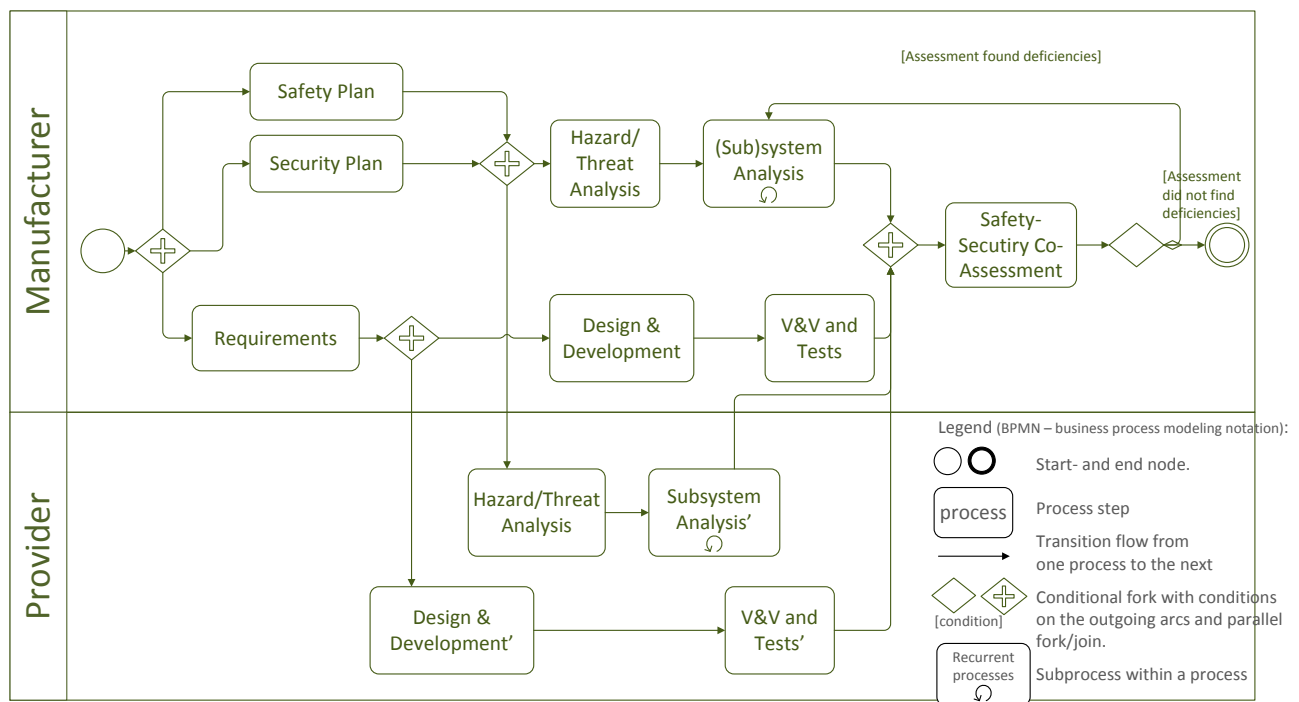 Manufacturer
[Assessment found deficiencies]
Safety Plan
Security Plan
Hazard/
Threat
Analysis
(Sub)system
Analysis
[Assessment
did not find
deficiencies]
Safety-
Secutiry Co-
Assessment
Requirements
Design &
Development
V&V and
Tests
Provider
Hazard/Threat
Analysis
Subsystem
Analysis’
Design &
Development’
V&V and
Tests’
Legend (BPMN – business process modeling notation):
Start- and end node.
process
Process step
Transition flow from
one process to the next
[condition]
Conditional fork with conditions
on the outgoing arcs and parallel
fork/join.
Recurrent
processes
Subprocess within a process